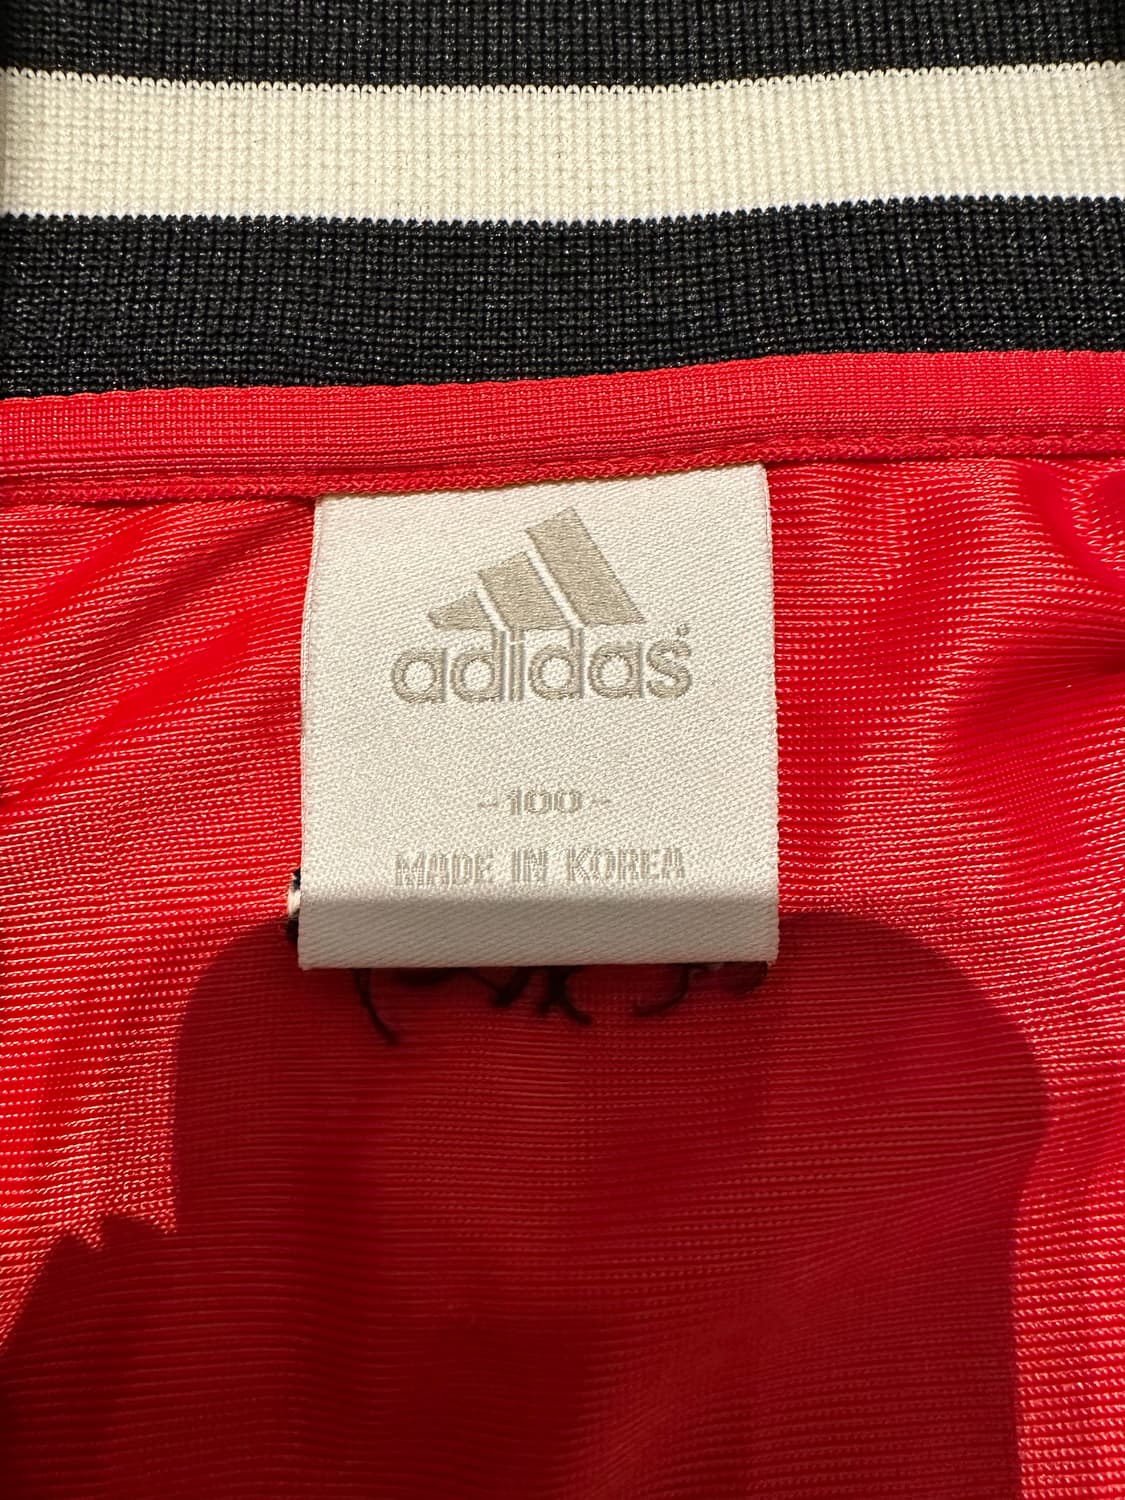 adidas®
-100-
MADE IN KOREA